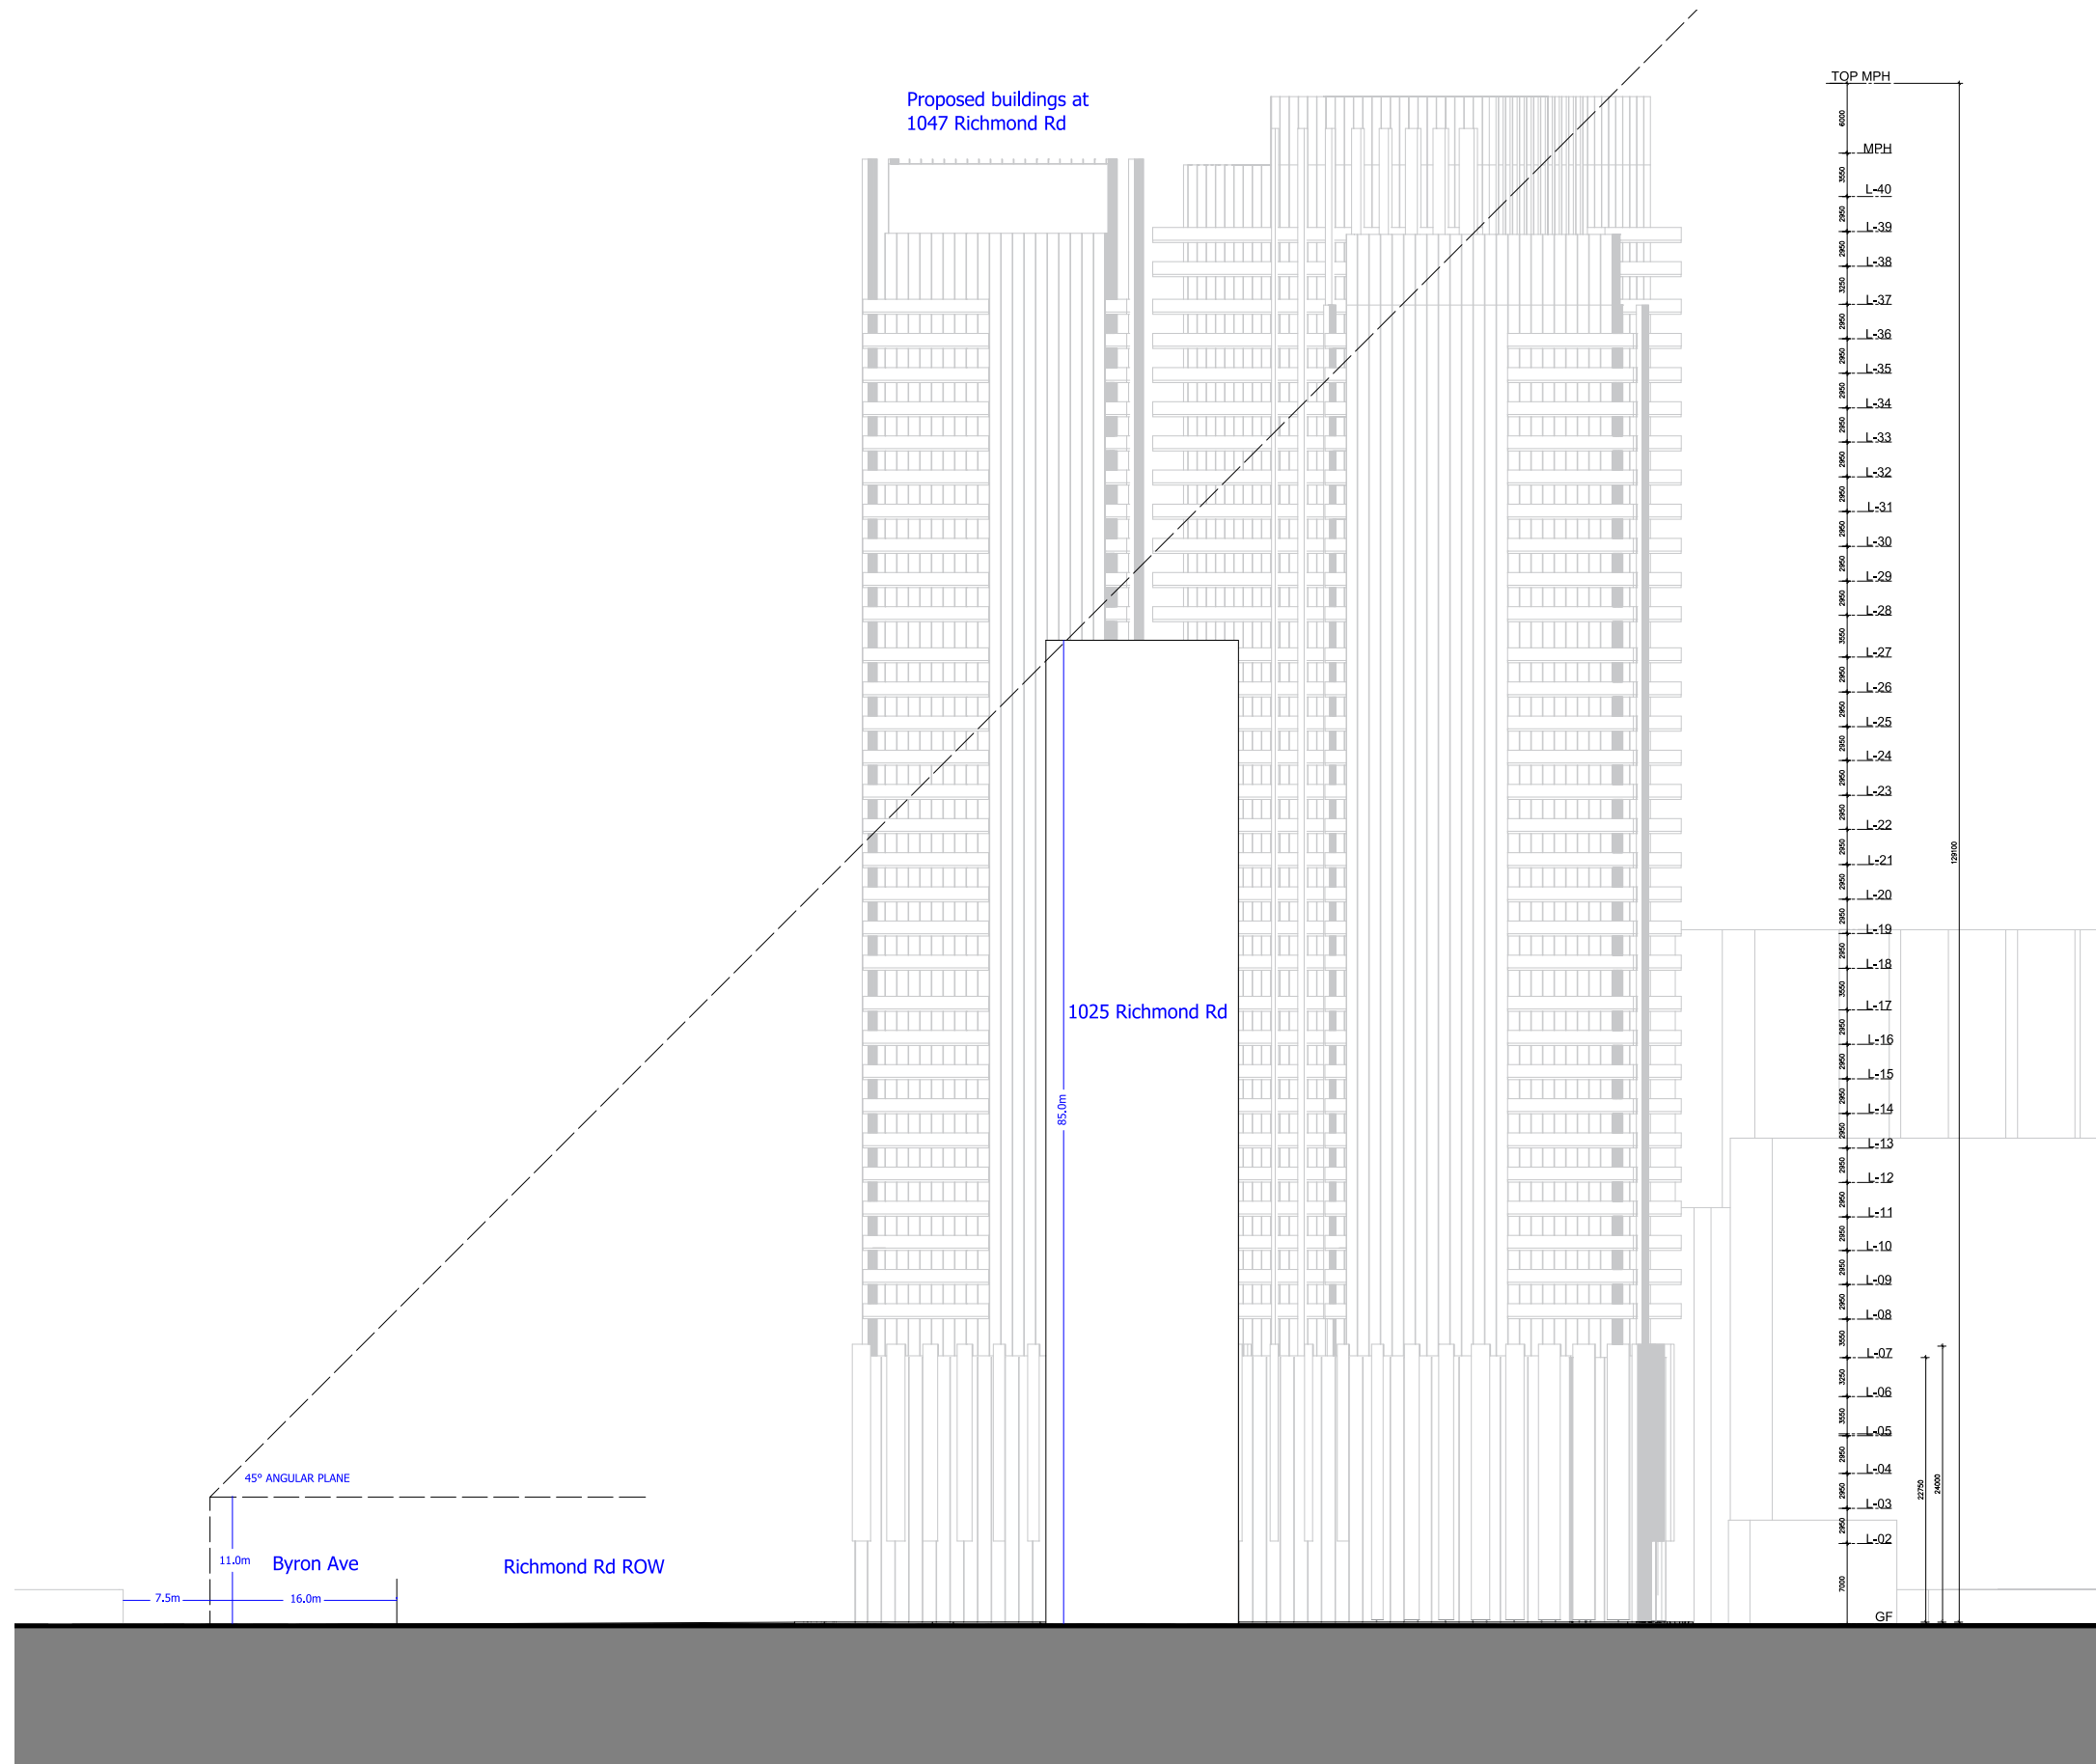 Proposed buildings at
1047 Richmond Rd
TOP MPH
6000
MPH
3550
L-40
2950
L-39
2950
L-38
3250
L-37
2950
L-36
2950
L-35
2950
L-34
2950
L-33
2950
L-32
2950
L-31
2950
L-30
2950
L-29
2950
L-28
3550
L-27
2950
L-26
2950
L-25
2950
L-24
2950
L-23
2950
L-22
2950
L-21
2950
L-20
2950
L-19
2950
L-18
3550
L-17
2950
L-16
2950
L-15
2950
L-14
2950
L-13
2950
L-12
2950
L-11
2950
L-10
2950
L-09
2950
L-08
3550
L-07
3250
L-06
3550
L-05
2950
L-04
2950
L-03
2950
L-02
7000
GF
129100
22750
24000
1025 Richmond Rd
85.0m
45° ANGULAR PLANE
11.0m
Byron Ave
Richmond Rd ROW
7.5m
16.0m